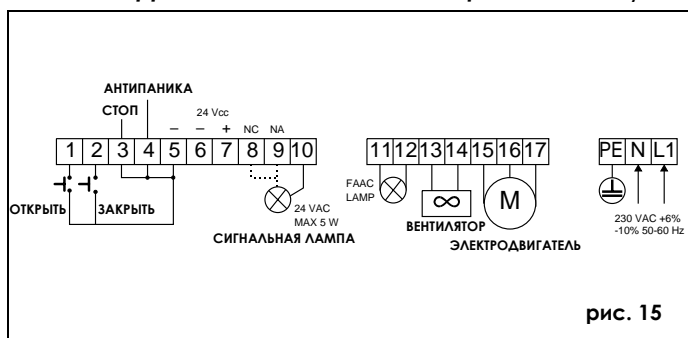 АНТИПАНИКА
СТОП
24 Vcc
– – + NC NA
1 2 3 4 5 6 7 8 9 10
11 12 13 14 15 16 17
PE N L1
ОТКРЫТЬ
ЗАКРЫТЬ
24 VAC
MAX 5 W
СИГНАЛЬНАЯ ЛАМПА
FAAC
LAMP
∞
ВЕНТИЛЯТОР
M
ЭЛЕКТРОДВИГАТЕЛЬ
230 VAC +6%
-10% 50-60 Hz
рис. 15